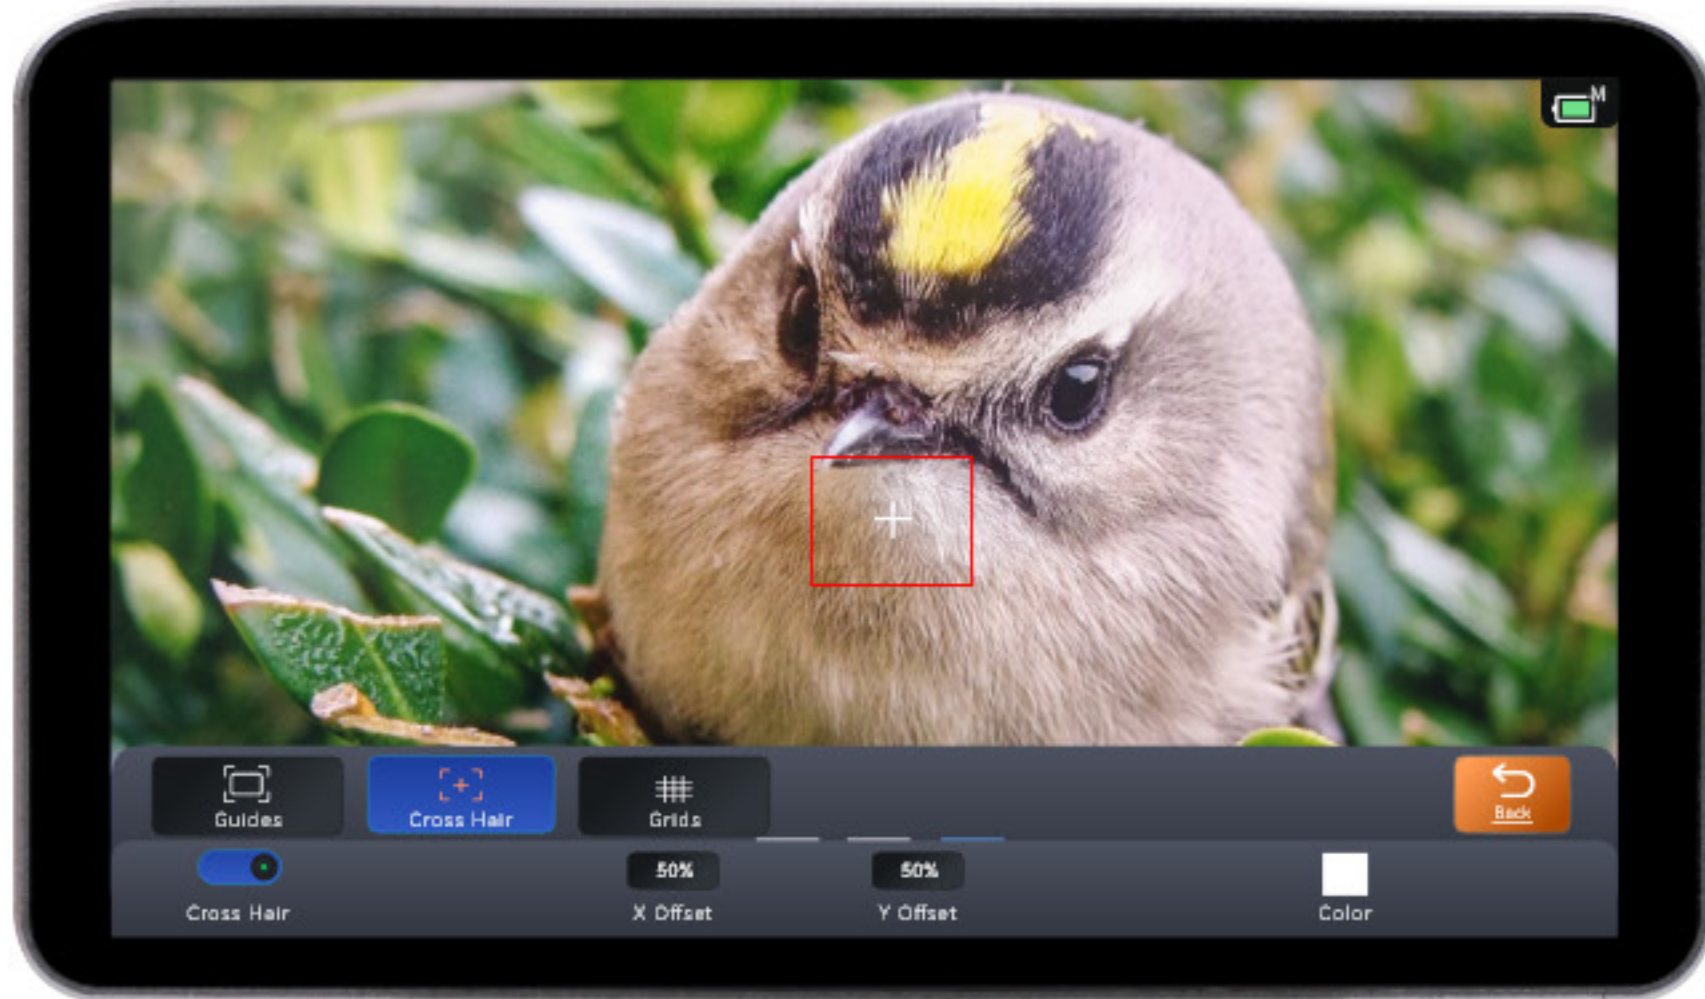 M
Guides
Cross Hair
Grids
Back
50%
50%
Cross Hair
X Offset
Y Offset
Color